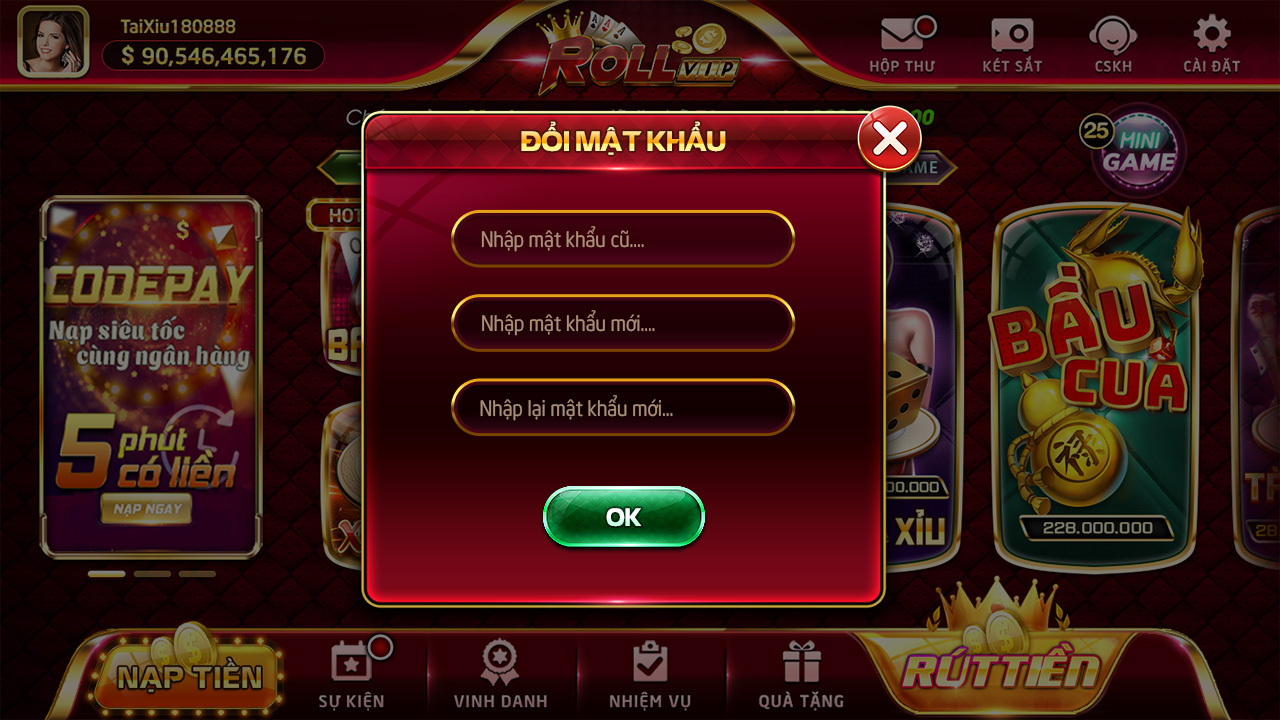 TaiXiu180888
$ 90,546,465,176
ROLL VIP
HỘP THƯ
KÉT SẮT
CSKH
CÀI ĐẶT
ĐỔI MẬT KHẨU
25
MINI
GAME
Nhập mật khẩu cũ....
Nhập mật khẩu mới....
Nhập lại mật khẩu mới...
OK
$
CODEPAY
Nạp siêu tốc
cùng ngân hàng
5 phút
có liền
NẠP NGAY
HOT
XỈU
BẦU
CUA
228.000.000
NẠP TIỀN
SỰ KIỆN
VINH DANH
NHIỆM VỤ
QUÀ TẶNG
RÚT TIỀN